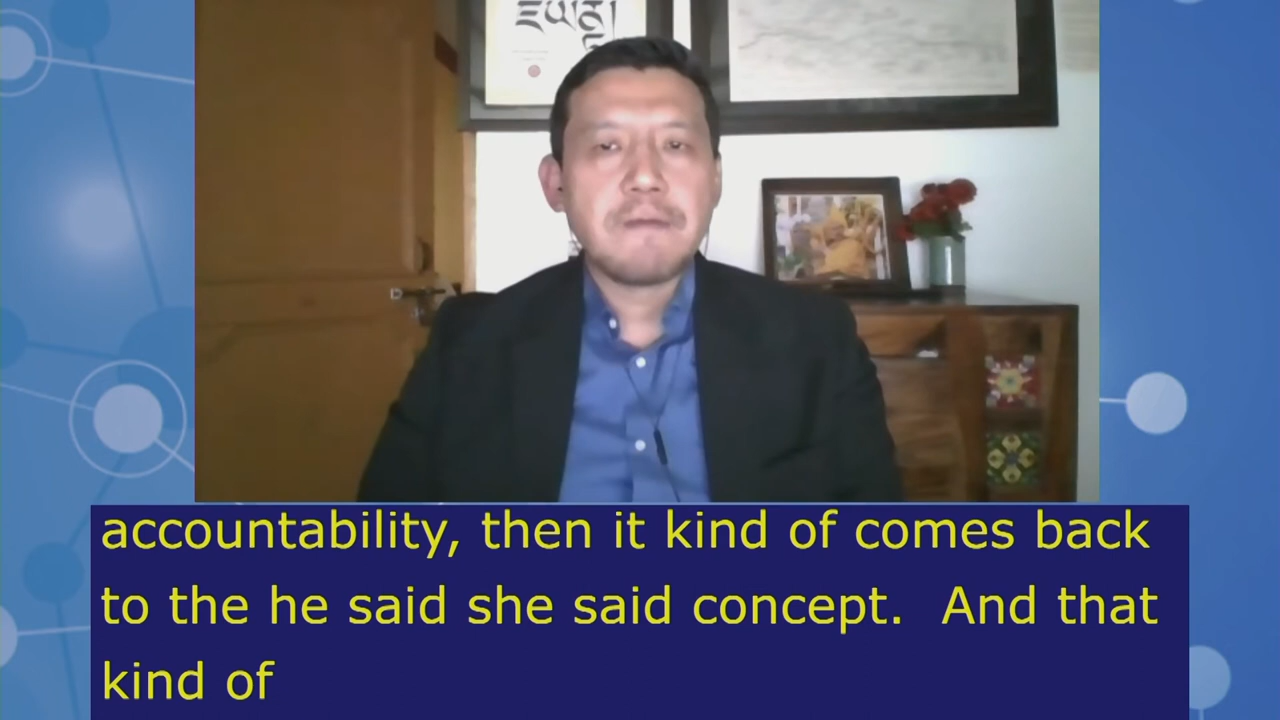 accountability, then it kind of comes back
to the he said she said concept.  And that
kind of